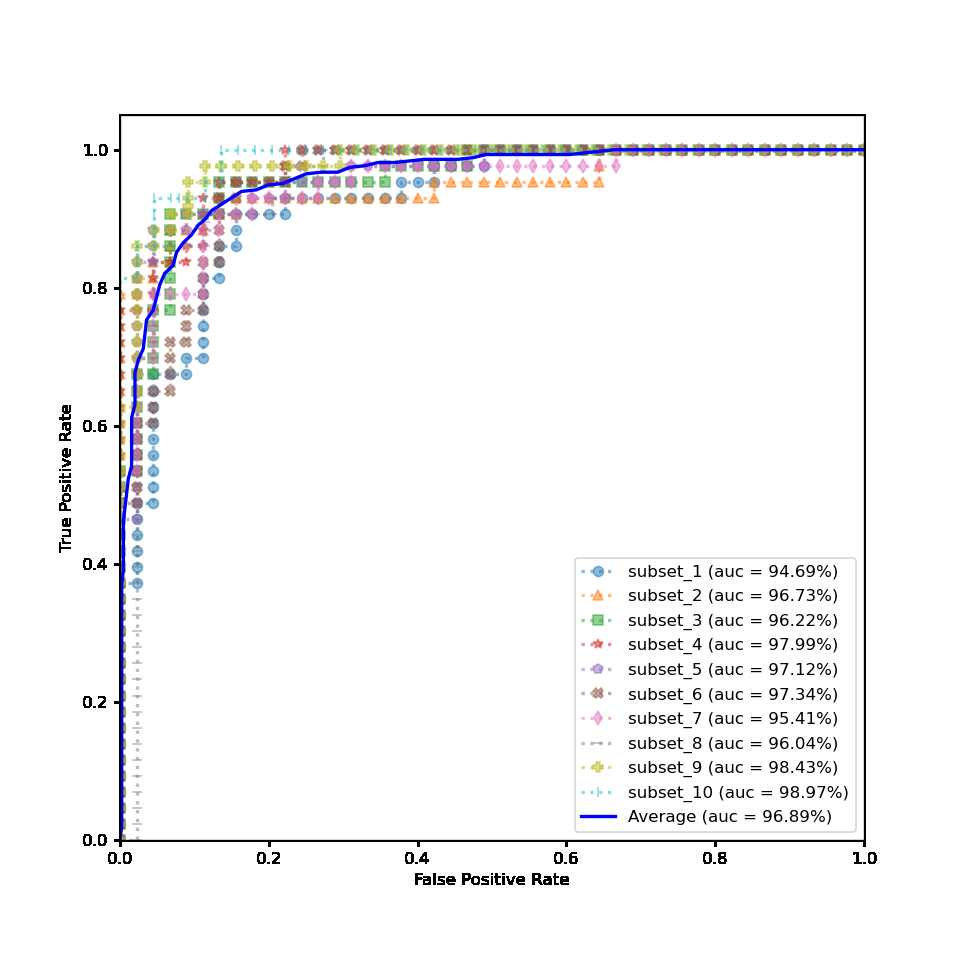 1.0
0.8
0.6
0.4
0.2
0.0
True Positive Rate
0.0 0.2 0.4 0.6 0.8 1.0
False Positive Rate
subset_1 (auc = 94.69%)
subset_2 (auc = 96.73%)
subset_3 (auc = 96.22%)
subset_4 (auc = 97.99%)
subset_5 (auc = 97.12%)
subset_6 (auc = 97.34%)
subset_7 (auc = 95.41%)
subset_8 (auc = 96.04%)
subset_9 (auc = 98.43%)
subset_10 (auc = 98.97%)
Average (auc = 96.89%)